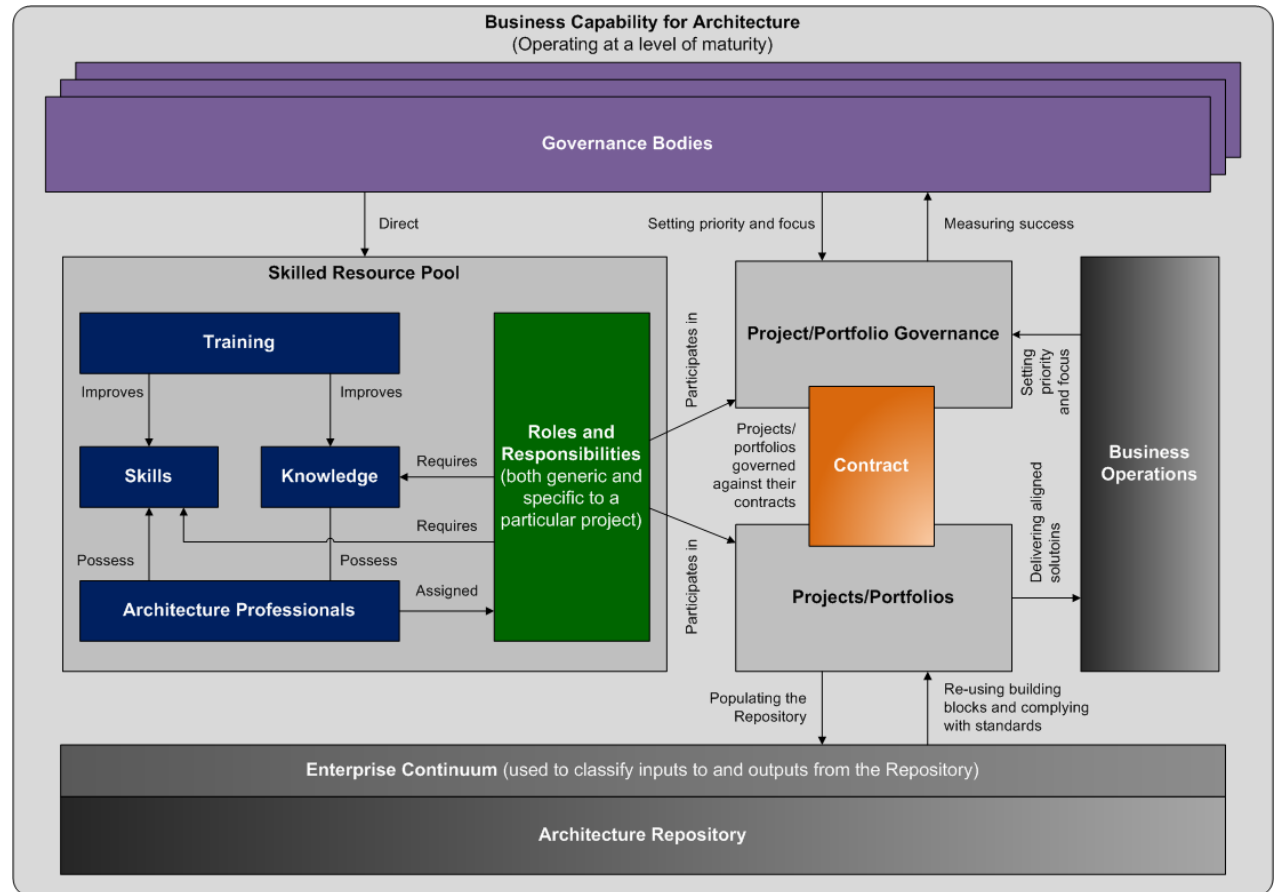 Business Capability for Architecture
(Operating at a level of maturity)
Governance Bodies
Direct
Setting priority and focus
Measuring success
Skilled Resource Pool
Training
Improves
Improves
Skills
Knowledge
Requires
Requires
Possess
Possess
Architecture Professionals
Assigned
Roles and
Responsibilities
(both generic and
specific to a
particular project)
Participates in
Participates in
Project/Portfolio Governance
Projects/
portfolios
governed
against their
contracts
Contract
Projects/Portfolios
Setting
priority
and focus
Delivering aligned
solutoins
Business
Operations
Populating the
Repository
Re-using building
blocks and complying
with standards
Enterprise Continuum (used to classify inputs to and outputs from the Repository)
Architecture Repository